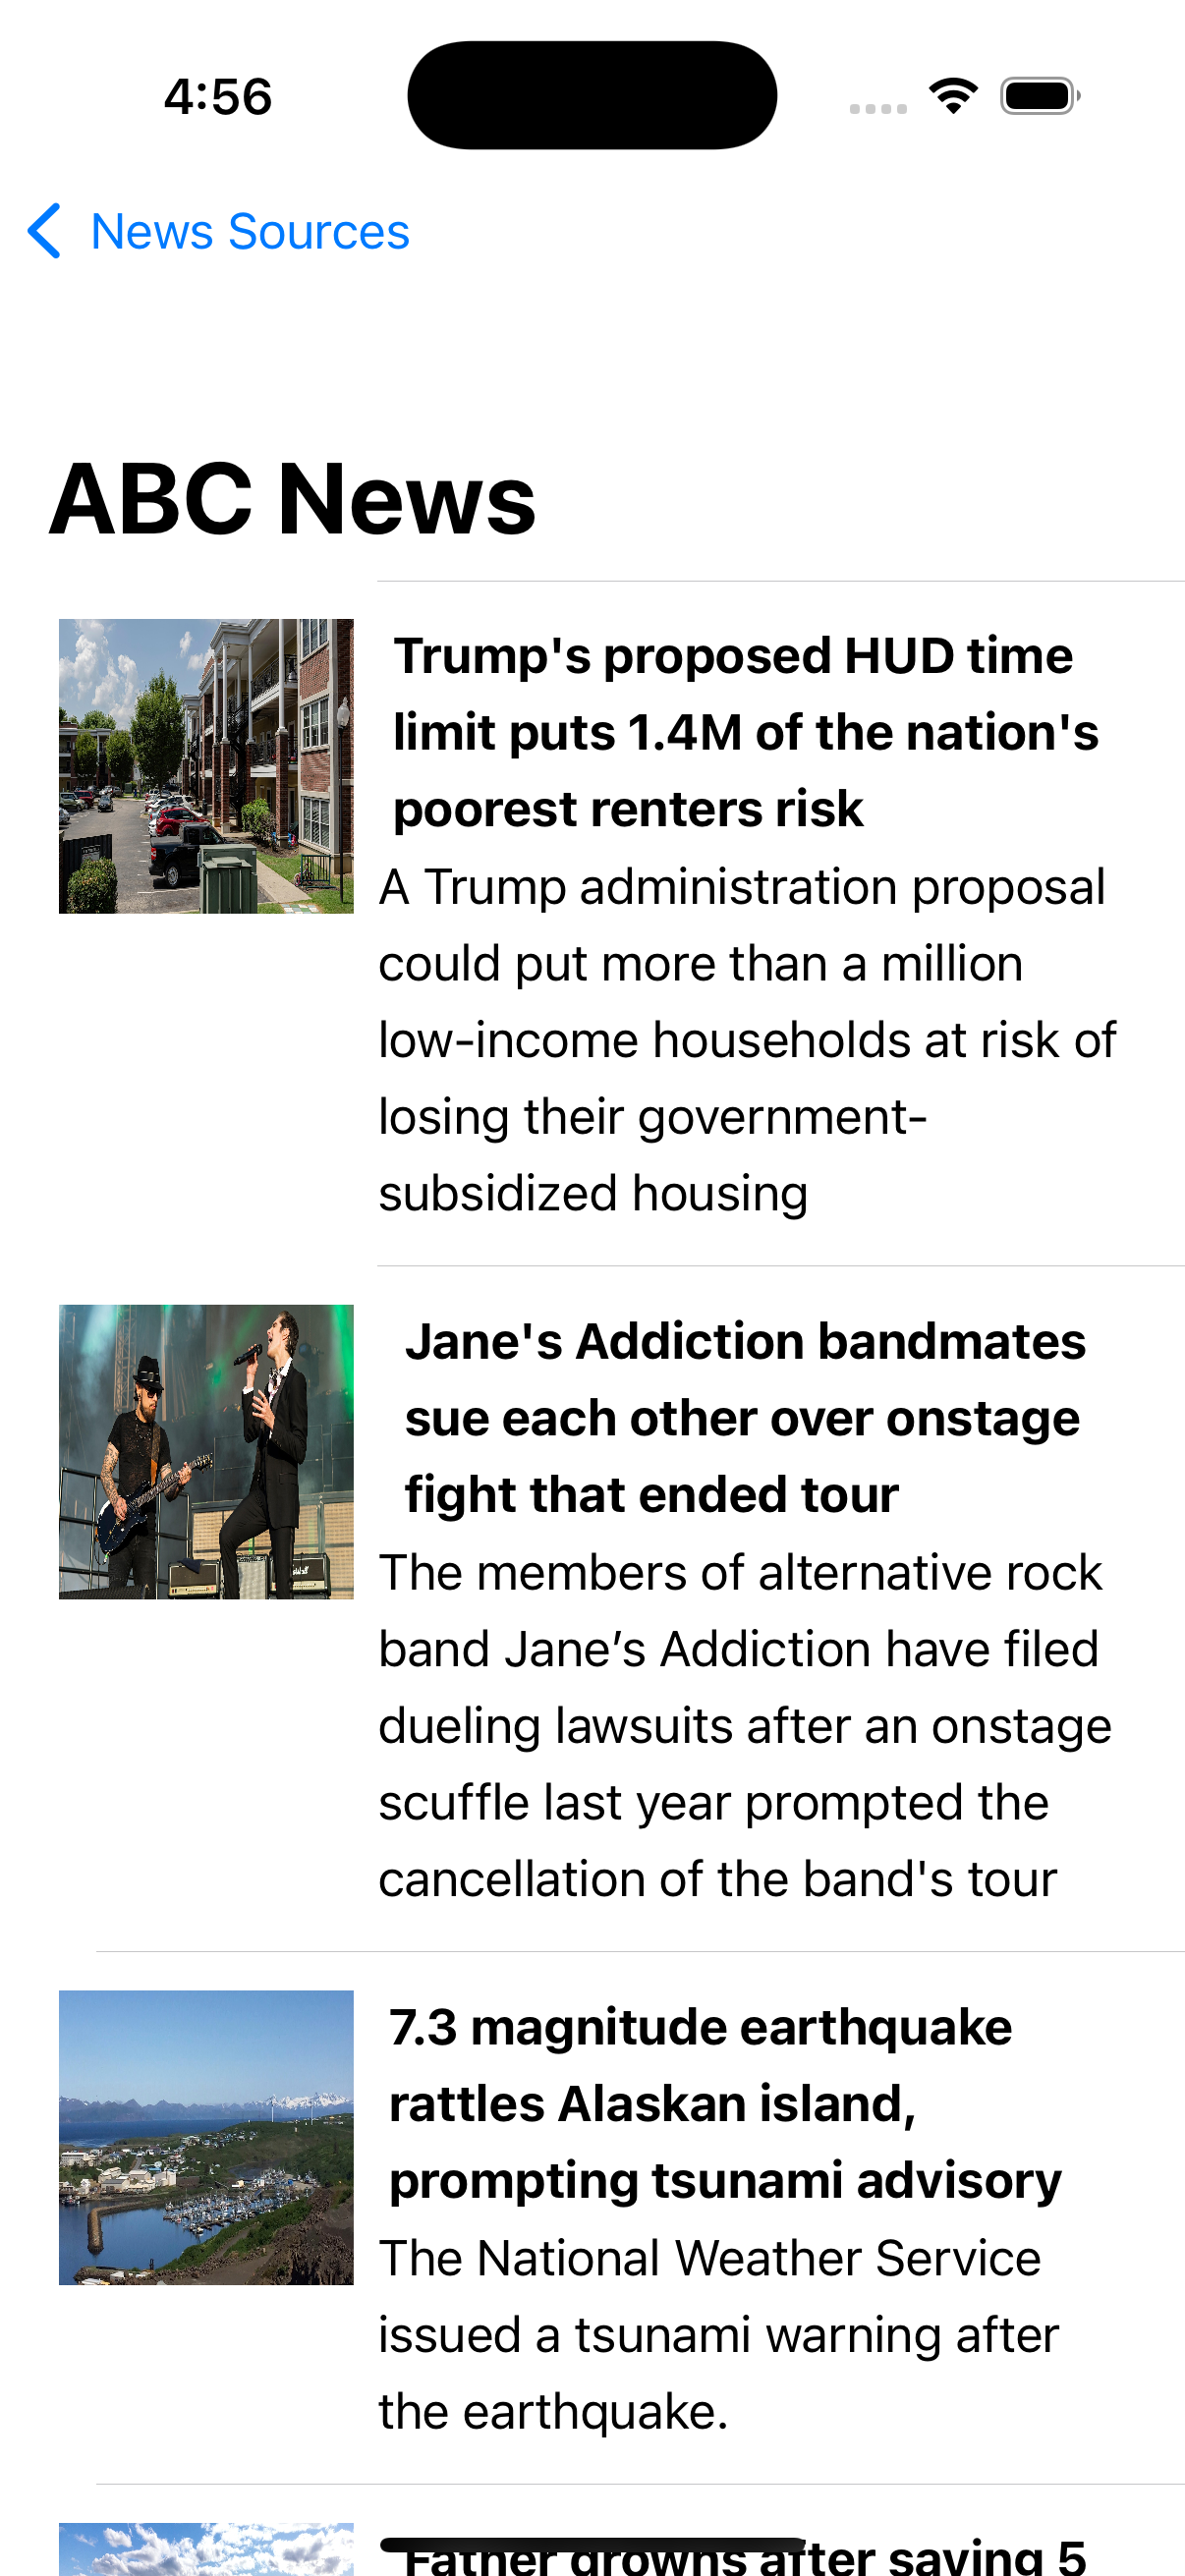 4:56
News Sources
ABC News
Trump's proposed HUD time
limit puts 1.4M of the nation's
poorest renters risk
A Trump administration proposal
could put more than a million
low-income households at risk of
losing their government-
subsidized housing
Jane's Addiction bandmates
sue each other over onstage
fight that ended tour
The members of alternative rock
band Jane’s Addiction have filed
dueling lawsuits after an onstage
scuffle last year prompted the
cancellation of the band's tour
7.3 magnitude earthquake
rattles Alaskan island,
prompting tsunami advisory
The National Weather Service
issued a tsunami warning after
the earthquake.
Father drowns after saving 5